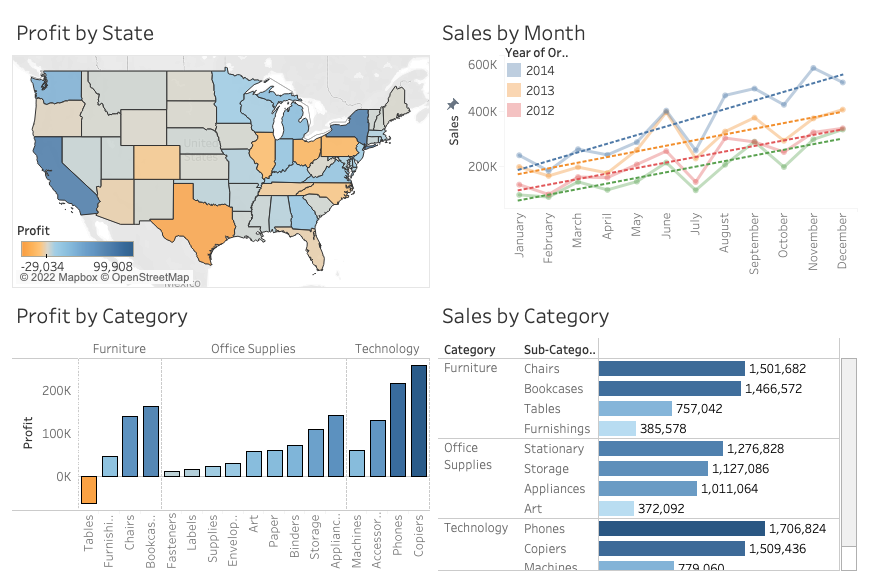 Profit by State
United
States
Mexico
Profit
-29,034 99,908
© 2022 Mapbox © OpenStreetMap
Sales by Month
Year of Or..
2014
2013
2012
Sales
600K
400K
200K
January
February
March
April
May
June
July
August
September
October
November
December
Profit by Category
Furniture Office Supplies Technology
Profit
200K
100K
0K
Tables
Furnishi..
Chairs
Bookcas..
Fasteners
Labels
Supplies
Envelop..
Art
Paper
Binders
Storage
Applianc..
Machines
Accessor..
Phones
Copiers
Sales by Category
Category Sub-Catego..
Furniture Chairs 1,501,682
Bookcases 1,466,572
Tables 757,042
Furnishings 385,578
Office Supplies Stationary 1,276,828
Storage 1,127,086
Appliances 1,011,064
Art 372,092
Technology Phones 1,706,824
Copiers 1,509,436
Machines 779,060